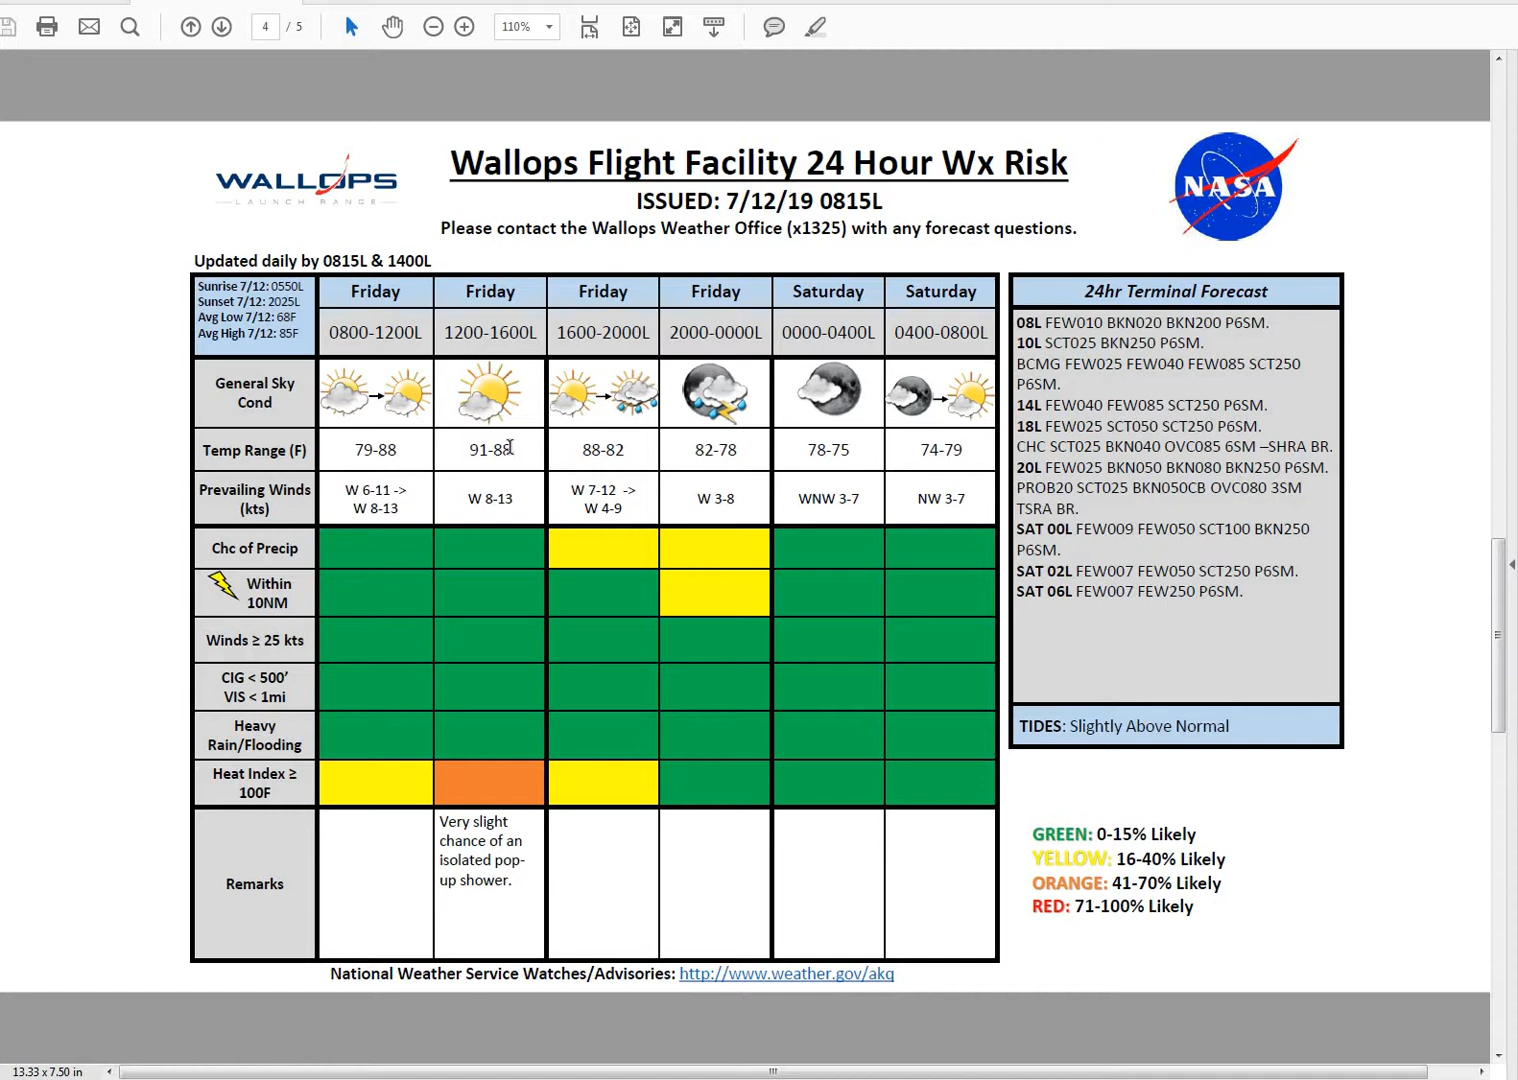 4 / 5
110%
WALLOPS
LAUNCH RANGE
Wallops Flight Facility 24 Hour Wx Risk
ISSUED: 7/12/19 0815L
Please contact the Wallops Weather Office (x1325) with any forecast questions.
NASA
Updated daily by 0815L & 1400L
Sunrise 7/12: 0550L
Sunset 7/12: 2025L
Avg Low 7/12: 68F
Avg High 7/12: 85F
Friday Friday Friday Friday Saturday Saturday
0800-1200L 1200-1600L 1600-2000L 2000-0000L 0000-0400L 0400-0800L
General Sky
Cond
Temp Range (F) 79-88 91-88 88-82 82-78 78-75 74-79
Prevailing Winds
(kts)
W 6-11 ->
W 8-13
W 8-13
W 7-12 ->
W 4-9
W 3-8
WNW 3-7
NW 3-7
Chc of Precip
Within
10NM
Winds ≥ 25 kts
CIG < 500’
VIS < 1mi
Heavy
Rain/Flooding
Heat Index ≥
100F
Remarks
Very slight
chance of an
isolated pop-
up shower.
National Weather Service Watches/Advisories: http://www.weather.gov/akq
24hr Terminal Forecast
08L FEW010 BKN020 BKN200 P6SM.
10L SCT025 BKN250 P6SM.
BCMG FEW025 FEW040 FEW085 SCT250
P6SM.
14L FEW040 FEW085 SCT250 P6SM.
18L FEW025 SCT050 SCT250 P6SM.
CHC SCT025 BKN040 OVC085 6SM –SHRA BR.
20L FEW025 BKN050 BKN080 BKN250 P6SM.
PROB20 SCT025 BKN050CB OVC080 3SM
TSRA BR.
SAT 00L FEW009 FEW050 SCT100 BKN250
P6SM.
SAT 02L FEW007 FEW050 SCT250 P6SM.
SAT 06L FEW007 FEW250 P6SM.
TIDES: Slightly Above Normal
GREEN: 0-15% Likely
YELLOW: 16-40% Likely
ORANGE: 41-70% Likely
RED: 71-100% Likely
13.33 x 7.50 in